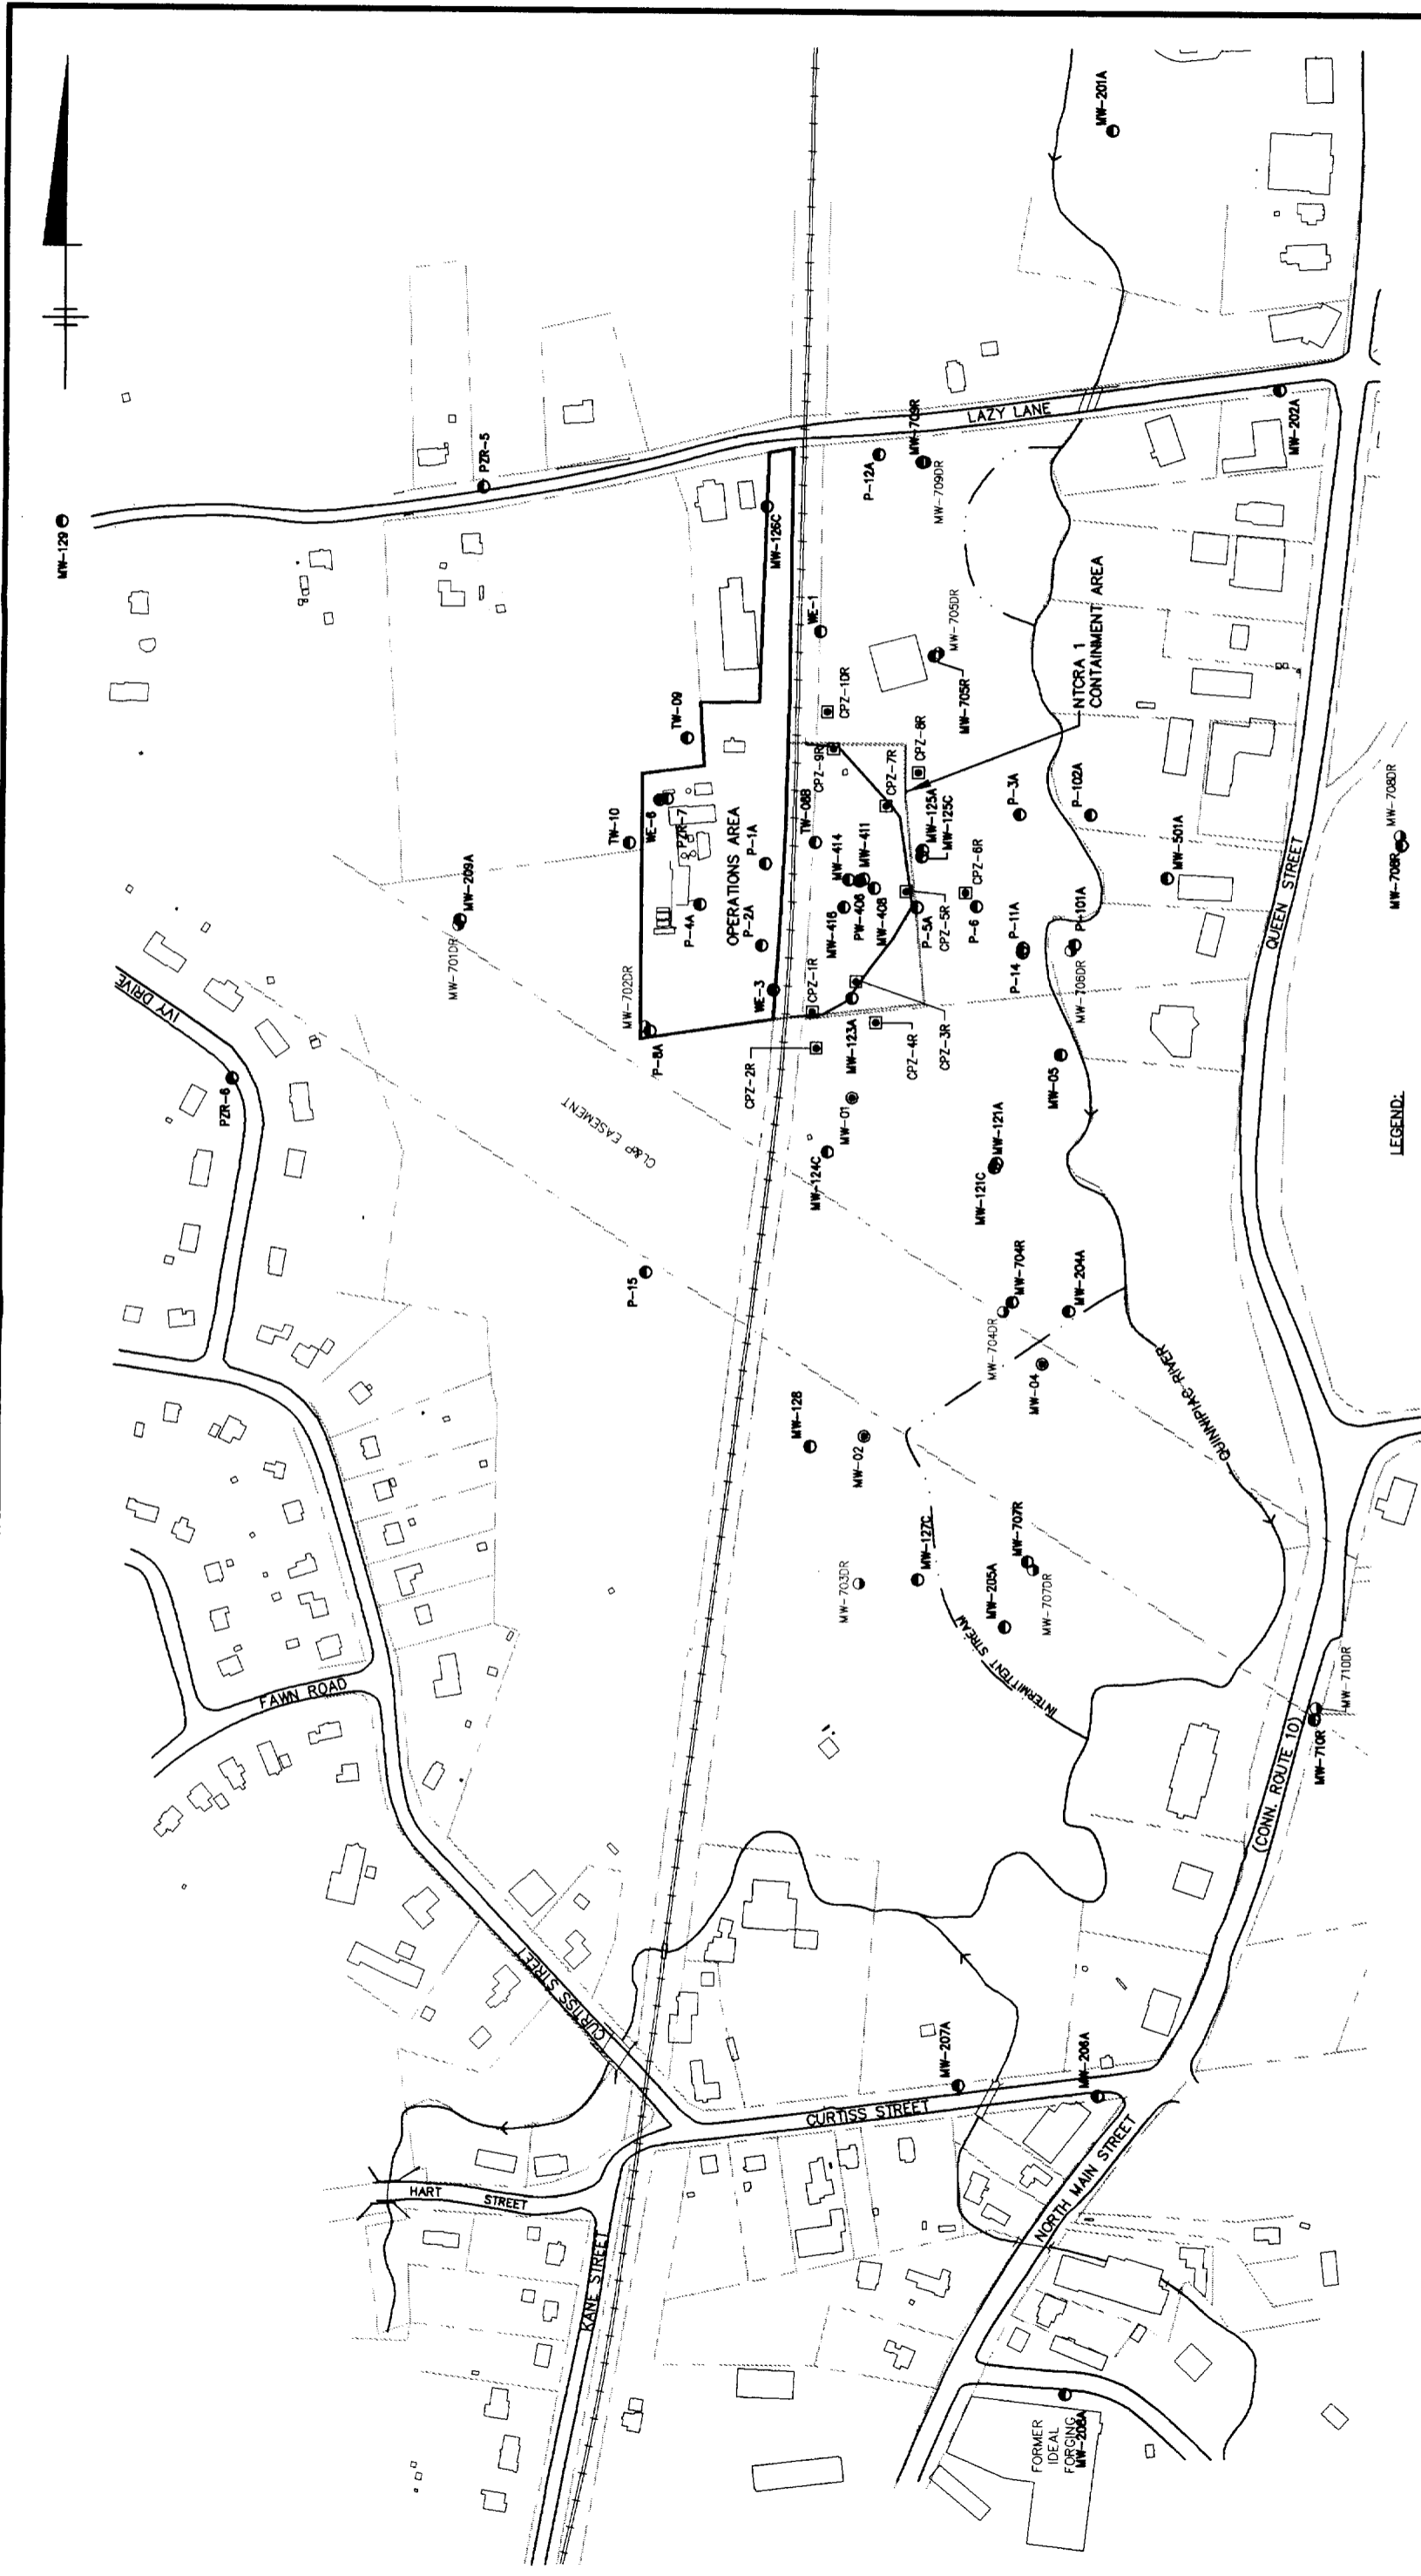 MW-201A
MW-129
PZR-5
LAZY LANE
MW-202A
P-12A
MW-709R
MW-709DR
MW-126C
WE-1
MW-705DR
MW-705R
NTCRA 1
CONTAINMENT AREA
TW-09
CPZ-10R
CPZ-9R
CPZ-8R
CPZ-7R
TW-10
WE-6
PZR-7
OPERATIONS AREA
P-1A
P-2A
P-4A
TW-08B
MW-414
MW-411
MW-416
PW-406
MW-408
MW-125A
MW-125C
CPZ-6R
CPZ-5R
P-5A
P-6
P-3A
P-102A
P-11A
P-14
P-101A
MW-706DR
MW-501A
QUEEN STREET
MW-708DR
MW-708R
MW-209A
MW-701DR
MW-702DR
P-8A
WE-3
CPZ-1R
CPZ-2R
MW-123A
CPZ-4R
CPZ-3R
IVY DRIVE
PZR-6
CL&P EASEMENT
MW-01
MW-124C
MW-05
MW-121A
MW-121C
LEGEND:
P-15
MW-704R
MW-704DR
MW-204A
MW-04
QUINNIPIAC RIVER
MW-128
MW-02
MW-703DR
MW-127C
MW-707R
MW-707DR
MW-205A
INTERMITTENT STREAM
FAWN ROAD
MW-710DR
MW-710R
(CONN. ROUTE 10)
CURTISS STREET
MW-207A
MW-206A
CURTISS STREET
NORTH MAIN STREET
HART STREET
KANE STREET
FORMER
IDEAL
FORGING
MW-208A